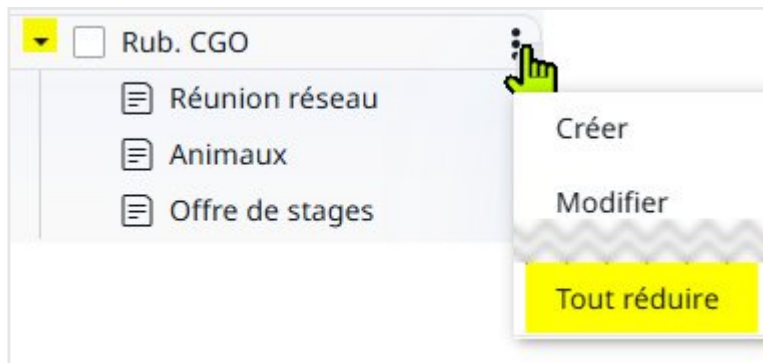 Rub. CGO
Réunion réseau
Animaux
Offre de stages
Créer
Modifier
Tout réduire